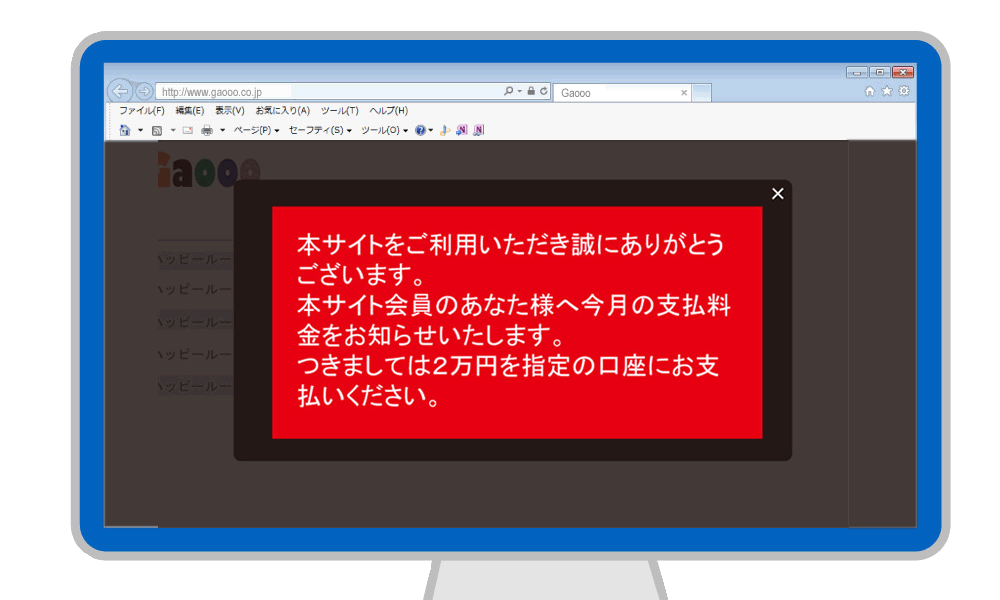 http://www.gaooo.co.jp
Gaooo
ファイル(F) 編集(E) 表示(V) お気に入り(A) ツール(T) ヘルプ(H)
ページ(P) セーフティ(S) ツール(O)
aooo
ハッピールー
ハッピールー
ハッピールー
ハッピールー
ハッピールー
本サイトをご利用いただき誠にありがとう
ございます。
本サイト会員のあなた様へ今月の支払料
金をお知らせいたします。
つきましては２万円を指定の口座にお支
払いください。